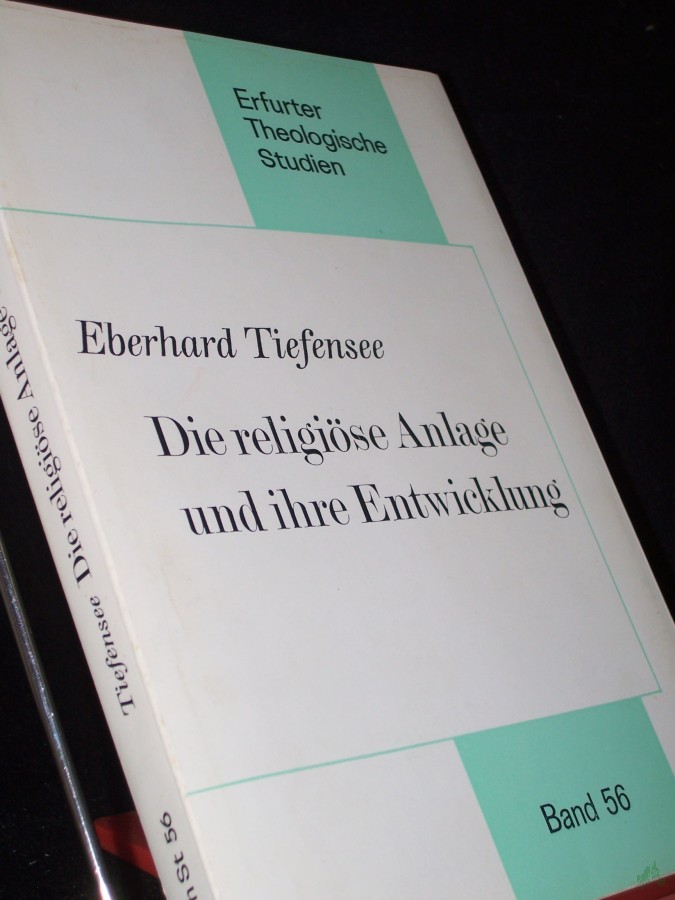 Erfurter
Theologische
Studien
Eberhard Tiefensee
Die religiöse Anlage
und ihre Entwicklung
Band 56
Tiefensee Die religiöse Anlage
St 56